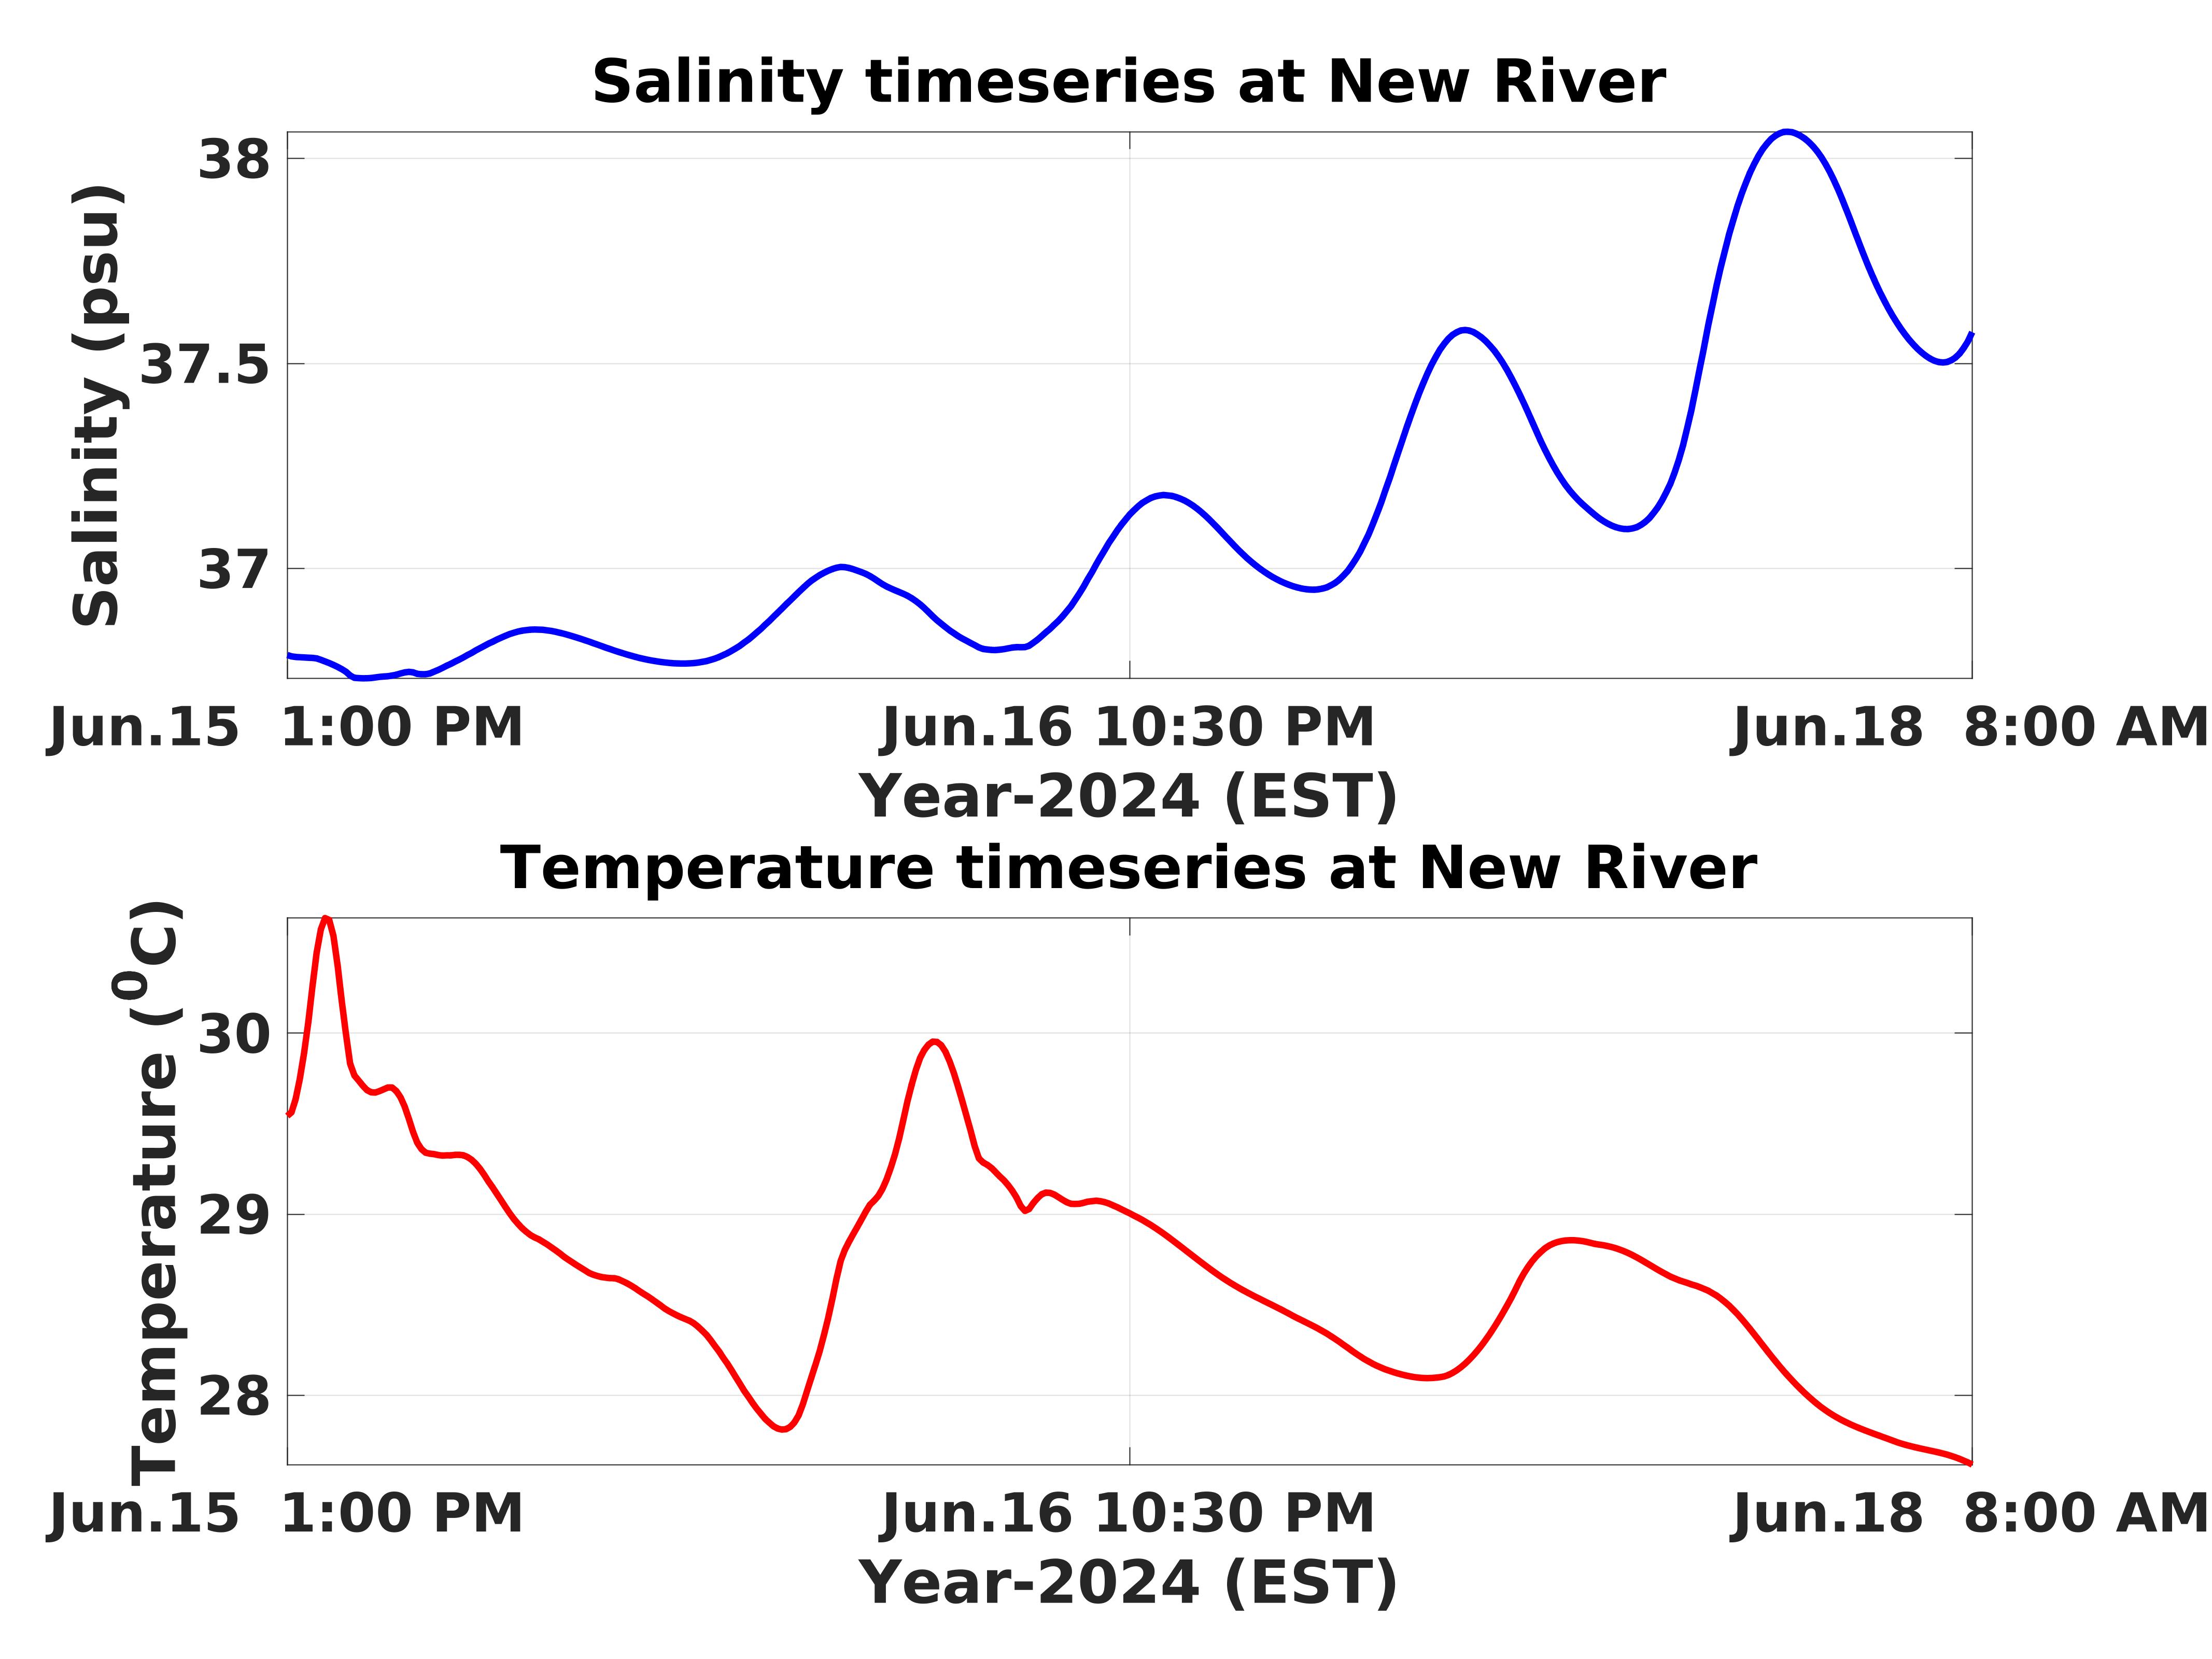 Salinity timeseries at New River
38
37.5
37
Salinity (psu)
Jun.15 1:00 PM Jun.16 10:30 PM Jun.18 8:00 AM
Year-2024 (EST)
Temperature timeseries at New River
30
29
28
Temperature (⁰C)
Jun.15 1:00 PM Jun.16 10:30 PM Jun.18 8:00 AM
Year-2024 (EST)